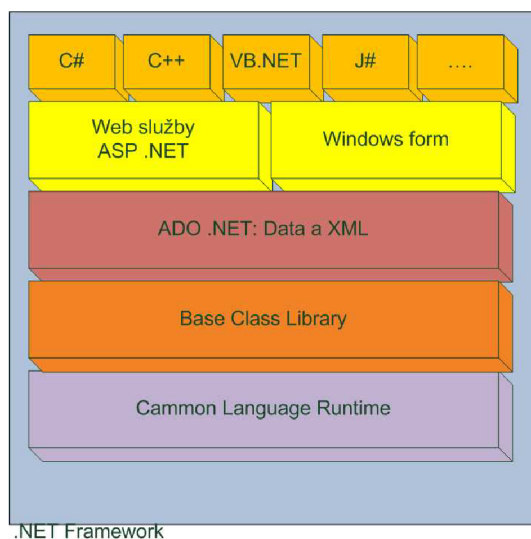 C#
C++
VB.NET
J#
....
Web služby
ASP .NET
Windows form
ADO .NET: Data a XML
Base Class Library
Cammon Language Runtime
.NET Framework